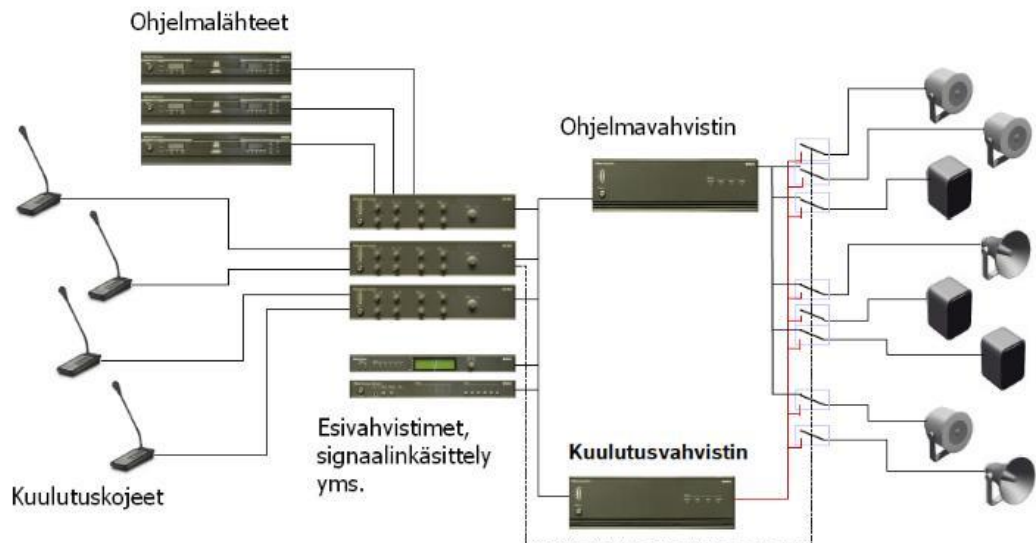 Ohjelmalähteet
Ohjelmavahvistin
Esivahvistimet,
signaalinkäsittely
yms.
Kuulutusvahvistin
Kuulutuskojeet